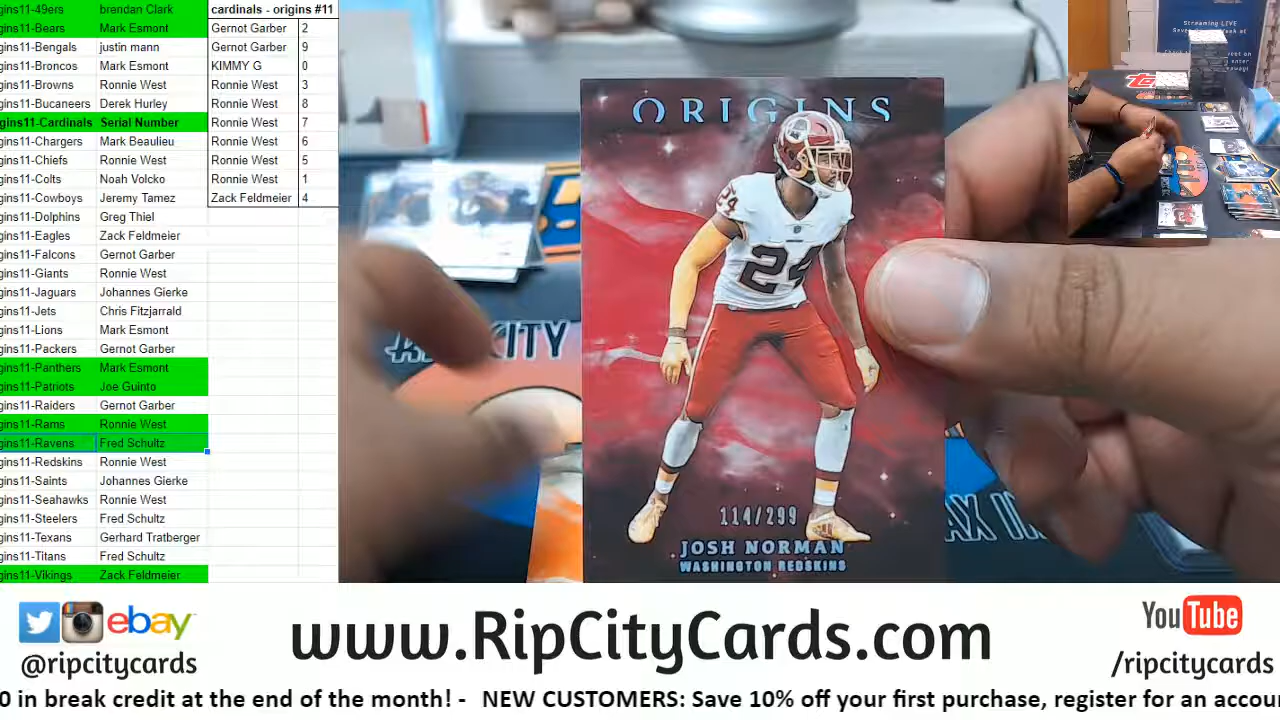 gins11-49ers brendan Clark
gins11-Bears Mark Esmont
gins11-Bengals justin mann
gins11-Broncos Mark Esmont
gins11-Browns Ronnie West
gins11-Bucaneers Derek Hurley
gins11-Cardinals Serial Number
gins11-Chargers Mark Beaulieu
gins11-Chiefs Ronnie West
gins11-Colts Noah Volcko
gins11-Cowboys Jeremy Tamez
gins11-Dolphins Greg Thiel
gins11-Eagles Zack Feldmeier
gins11-Falcons Gernot Garber
gins11-Giants Ronnie West
gins11-Jaguars Johannes Gierke
gins11-Jets Chris Fitzjarrald
gins11-Lions Mark Esmont
gins11-Packers Gernot Garber
gins11-Panthers Mark Esmont
gins11-Patriots Joe Guinto
gins11-Raiders Gernot Garber
gins11-Rams Ronnie West
gins11-Ravens Fred Schultz
gins11-Redskins Ronnie West
gins11-Saints Johannes Gierke
gins11-Seahawks Ronnie West
gins11-Steelers Fred Schultz
gins11-Texans Gerhard Tratberger
gins11-Titans Fred Schultz
gins11-Vikings Zack Feldmeier
cardinals - origins #11
Gernot Garber 2
Gernot Garber 9
KIMMY G 0
Ronnie West 3
Ronnie West 8
Ronnie West 7
Ronnie West 6
Ronnie West 5
Ronnie West 1
Zack Feldmeier 4
ORIGINS
24
24
114/299
JOSH NORMAN
WASHINGTON REDSKINS
CITY
Streaming LIVE
ebay
@ripcitycards
www.RipCityCards.com
YouTube
/ripcitycards
0 in break credit at the end of the month! - NEW CUSTOMERS: Save 10% off your first purchase, register for an accou